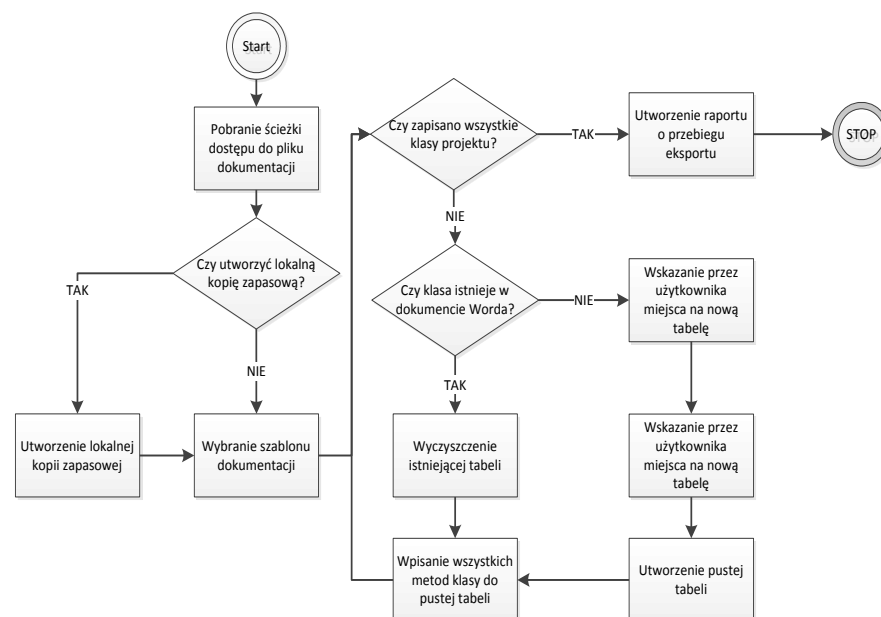 Start
Pobranie ścieżki
dostępu do pliku
dokumentacji
Czy utworzyć lokalną
kopię zapasową?
TAK
NIE
Utworzenie lokalnej
kopii zapasowej
Wybranie szablonu
dokumentacji
Czy zapisano wszystkie
klasy projektu?
TAK
Utworzenie raportu
o przebiegu
eksportu
STOP
NIE
Czy klasa istnieje w
dokumencie Worda?
NIE
Wskazanie przez
użytkownika
miejsca na nową
tabelę
TAK
Wyczyszczenie
istniejącej tabeli
Wskazanie przez
użytkownika
miejsca na nową
tabelę
Wpisanie wszystkich
metod klasy do
pustej tabeli
Utworzenie pustej
tabeli